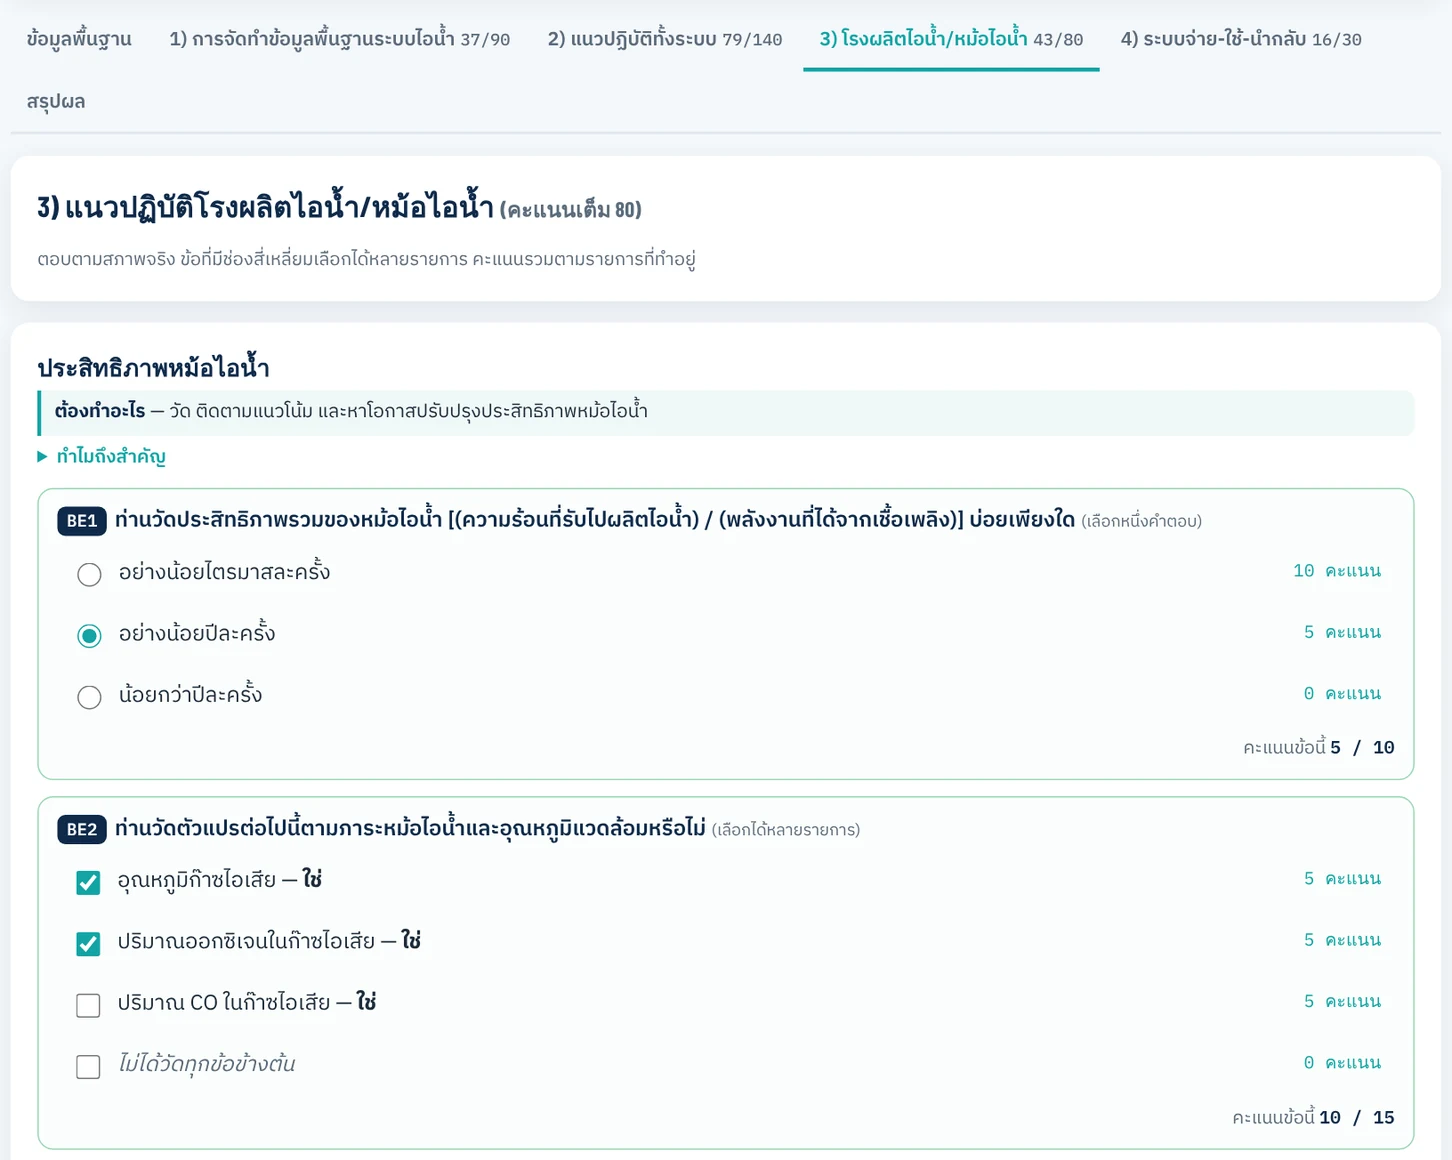 ข้อมูลพื้นฐาน 1) การจัดทำข้อมูลพื้นฐานระบบไอน้ำ 37/90 2) แนวปฏิบัติทั้งระบบ 79/140 3) โรงผลิตไอน้ำ/หม้อไอน้ำ 43/80 4) ระบบจ่าย-ใช้-นำกลับ 16/30
สรุปผล
3) แนวปฏิบัติโรงผลิตไอน้ำ/หม้อไอน้ำ (คะแนนเต็ม 80)
ตอบตามสภาพจริง ข้อที่มีช่องสี่เหลี่ยมเลือกได้หลายรายการ คะแนนรวมตามรายการที่ทำอยู่
ประสิทธิภาพหม้อไอน้ำ
ต้องทำอะไร — วัด ติดตามแนวโน้ม และหาโอกาสปรับปรุงประสิทธิภาพหม้อไอน้ำ
ทำไมถึงสำคัญ
BE1 ท่านวัดประสิทธิภาพรวมของหม้อไอน้ำ [(ความร้อนที่รับไปผลิตไอน้ำ) / (พลังงานที่ได้จากเชื้อเพลิง)] บ่อยเพียงใด (เลือกหนึ่งคำตอบ)
อย่างน้อยไตรมาสละครั้ง 10 คะแนน
อย่างน้อยปีละครั้ง 5 คะแนน
น้อยกว่าปีละครั้ง 0 คะแนน
คะแนนข้อนี้ 5 / 10
BE2 ท่านวัดตัวแปรต่อไปนี้ตามภาระหม้อไอน้ำและอุณหภูมิแวดล้อมหรือไม่ (เลือกได้หลายรายการ)
อุณหภูมิก๊าซไอเสีย — ใช่ 5 คะแนน
ปริมาณออกซิเจนในก๊าซไอเสีย — ใช่ 5 คะแนน
ปริมาณ CO ในก๊าซไอเสีย — ใช่ 5 คะแนน
ไม่ได้วัดทุกข้อข้างต้น 0 คะแนน
คะแนนข้อนี้ 10 / 15